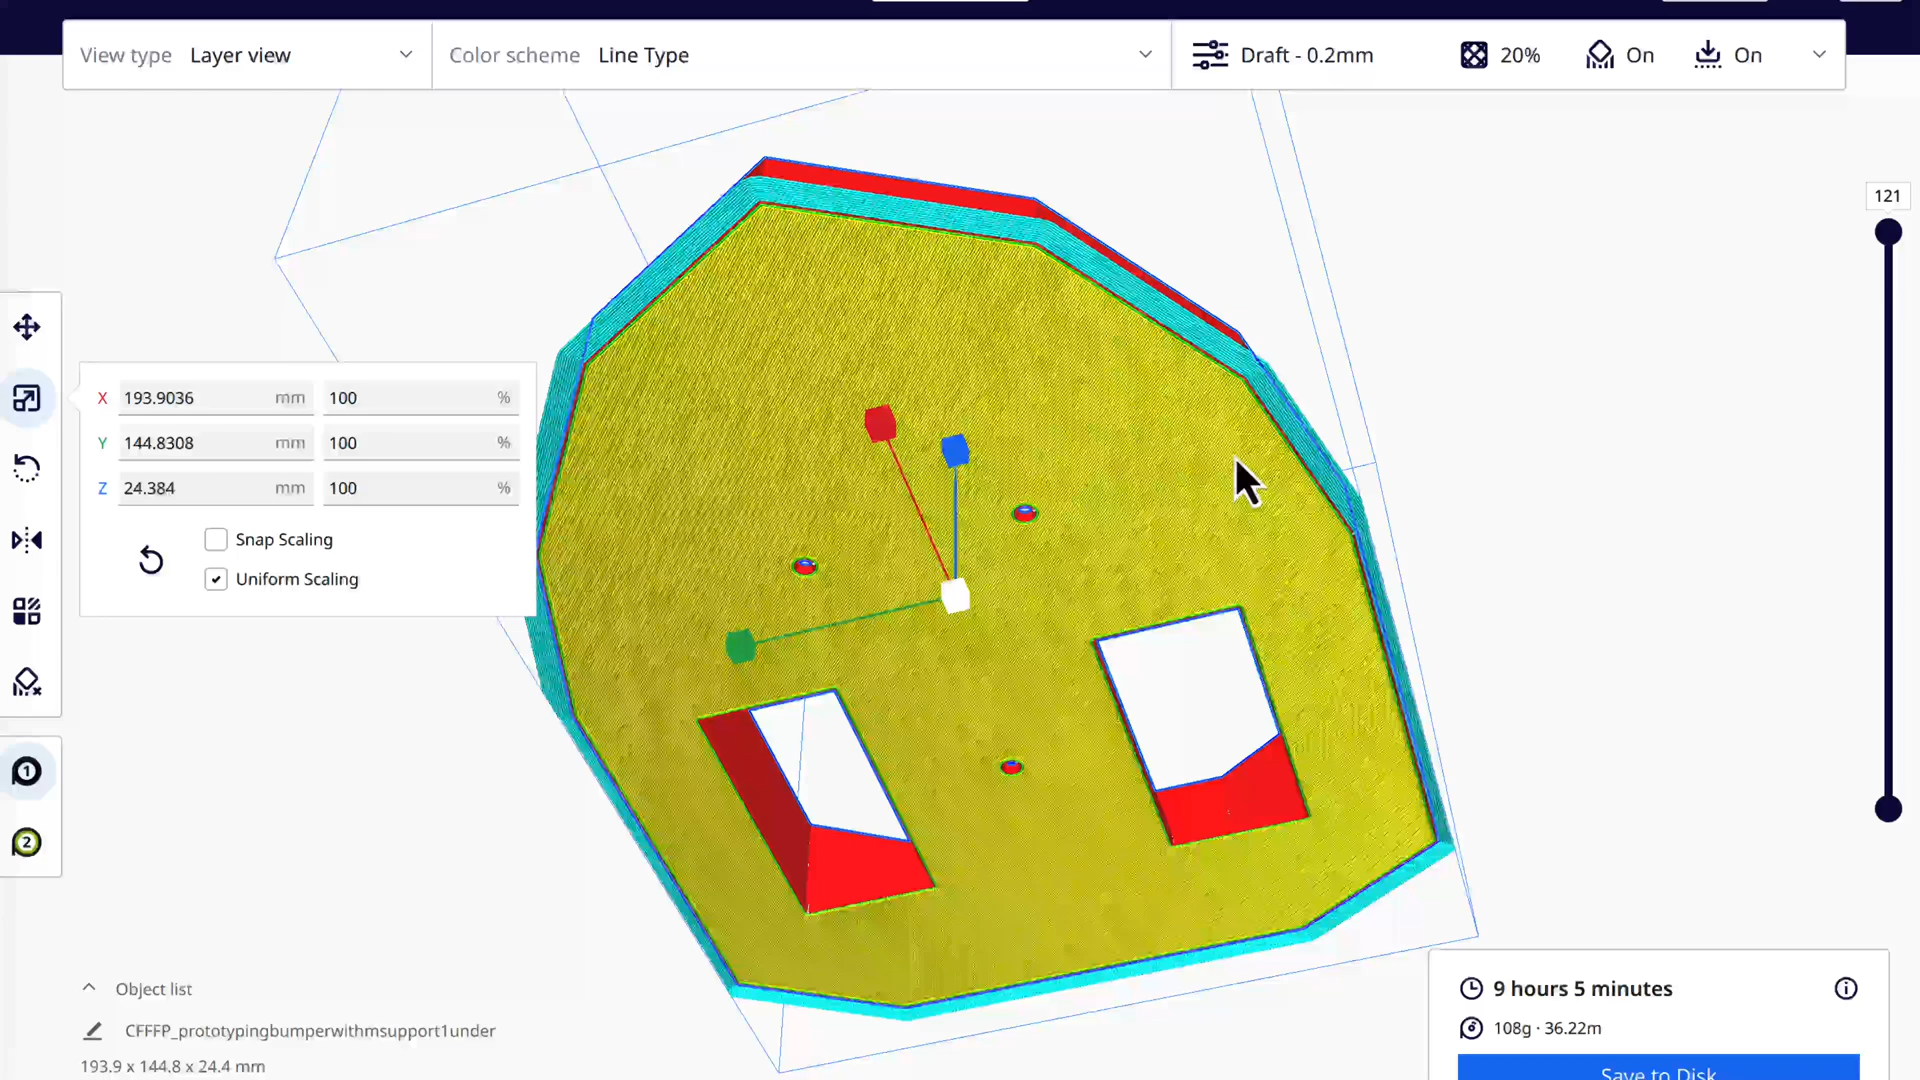 View type Layer view
Color scheme Line Type
Draft - 0.2mm 20% On On
121
X 193.9036 mm 100 %
Y 144.8308 mm 100 %
Z 24.384 mm 100 %
Snap Scaling
Uniform Scaling
1
2
Object list
CFFFP_prototypingbumperwithmsupport1under
193.9 x 144.8 x 24.4 mm
9 hours 5 minutes
108g · 36.22m
Save to Disk